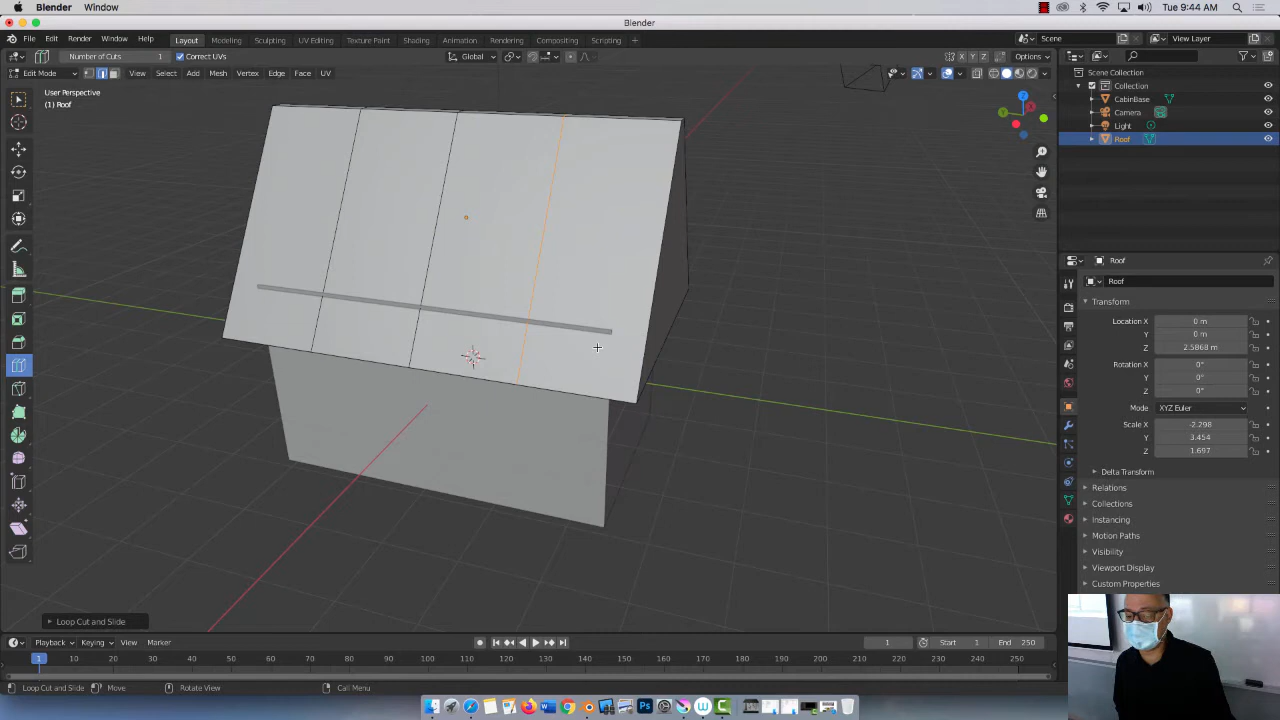 Blender Window
Tue 9:44 AM
Blender
File Edit Render Window Help
Layout Modeling Sculpting UV Editing Texture Paint Shading Animation Rendering Compositing Scripting +
Scene
View Layer
Number of Cuts 1 Correct UVs
Global
X Y Z Options
Edit Mode View Select Add Mesh Vertex Edge Face UV
User Perspective
(1) Roof
Z
Scene Collection
Collection
CabinBase
Camera
Light
Roof
Roof
Roof
Transform
Location X 0 m
Y 0 m
Z 2.5868 m
Rotation X 0°
Y 0°
Z 0°
Mode XYZ Euler
Scale X -2.298
Y 3.454
Z 1.697
Delta Transform
Relations
Collections
Instancing
Motion Paths
Visibility
Viewport Display
Custom Properties
Loop Cut and Slide
Playback Keying View Marker
1 Start 1 End 250
1 10 20 30 40 50 60 70 80 90 100 110 120 130 140 150 160 170 180 190 200 210 220 230 240 250
Loop Cut and Slide Move Rotate View Call Menu